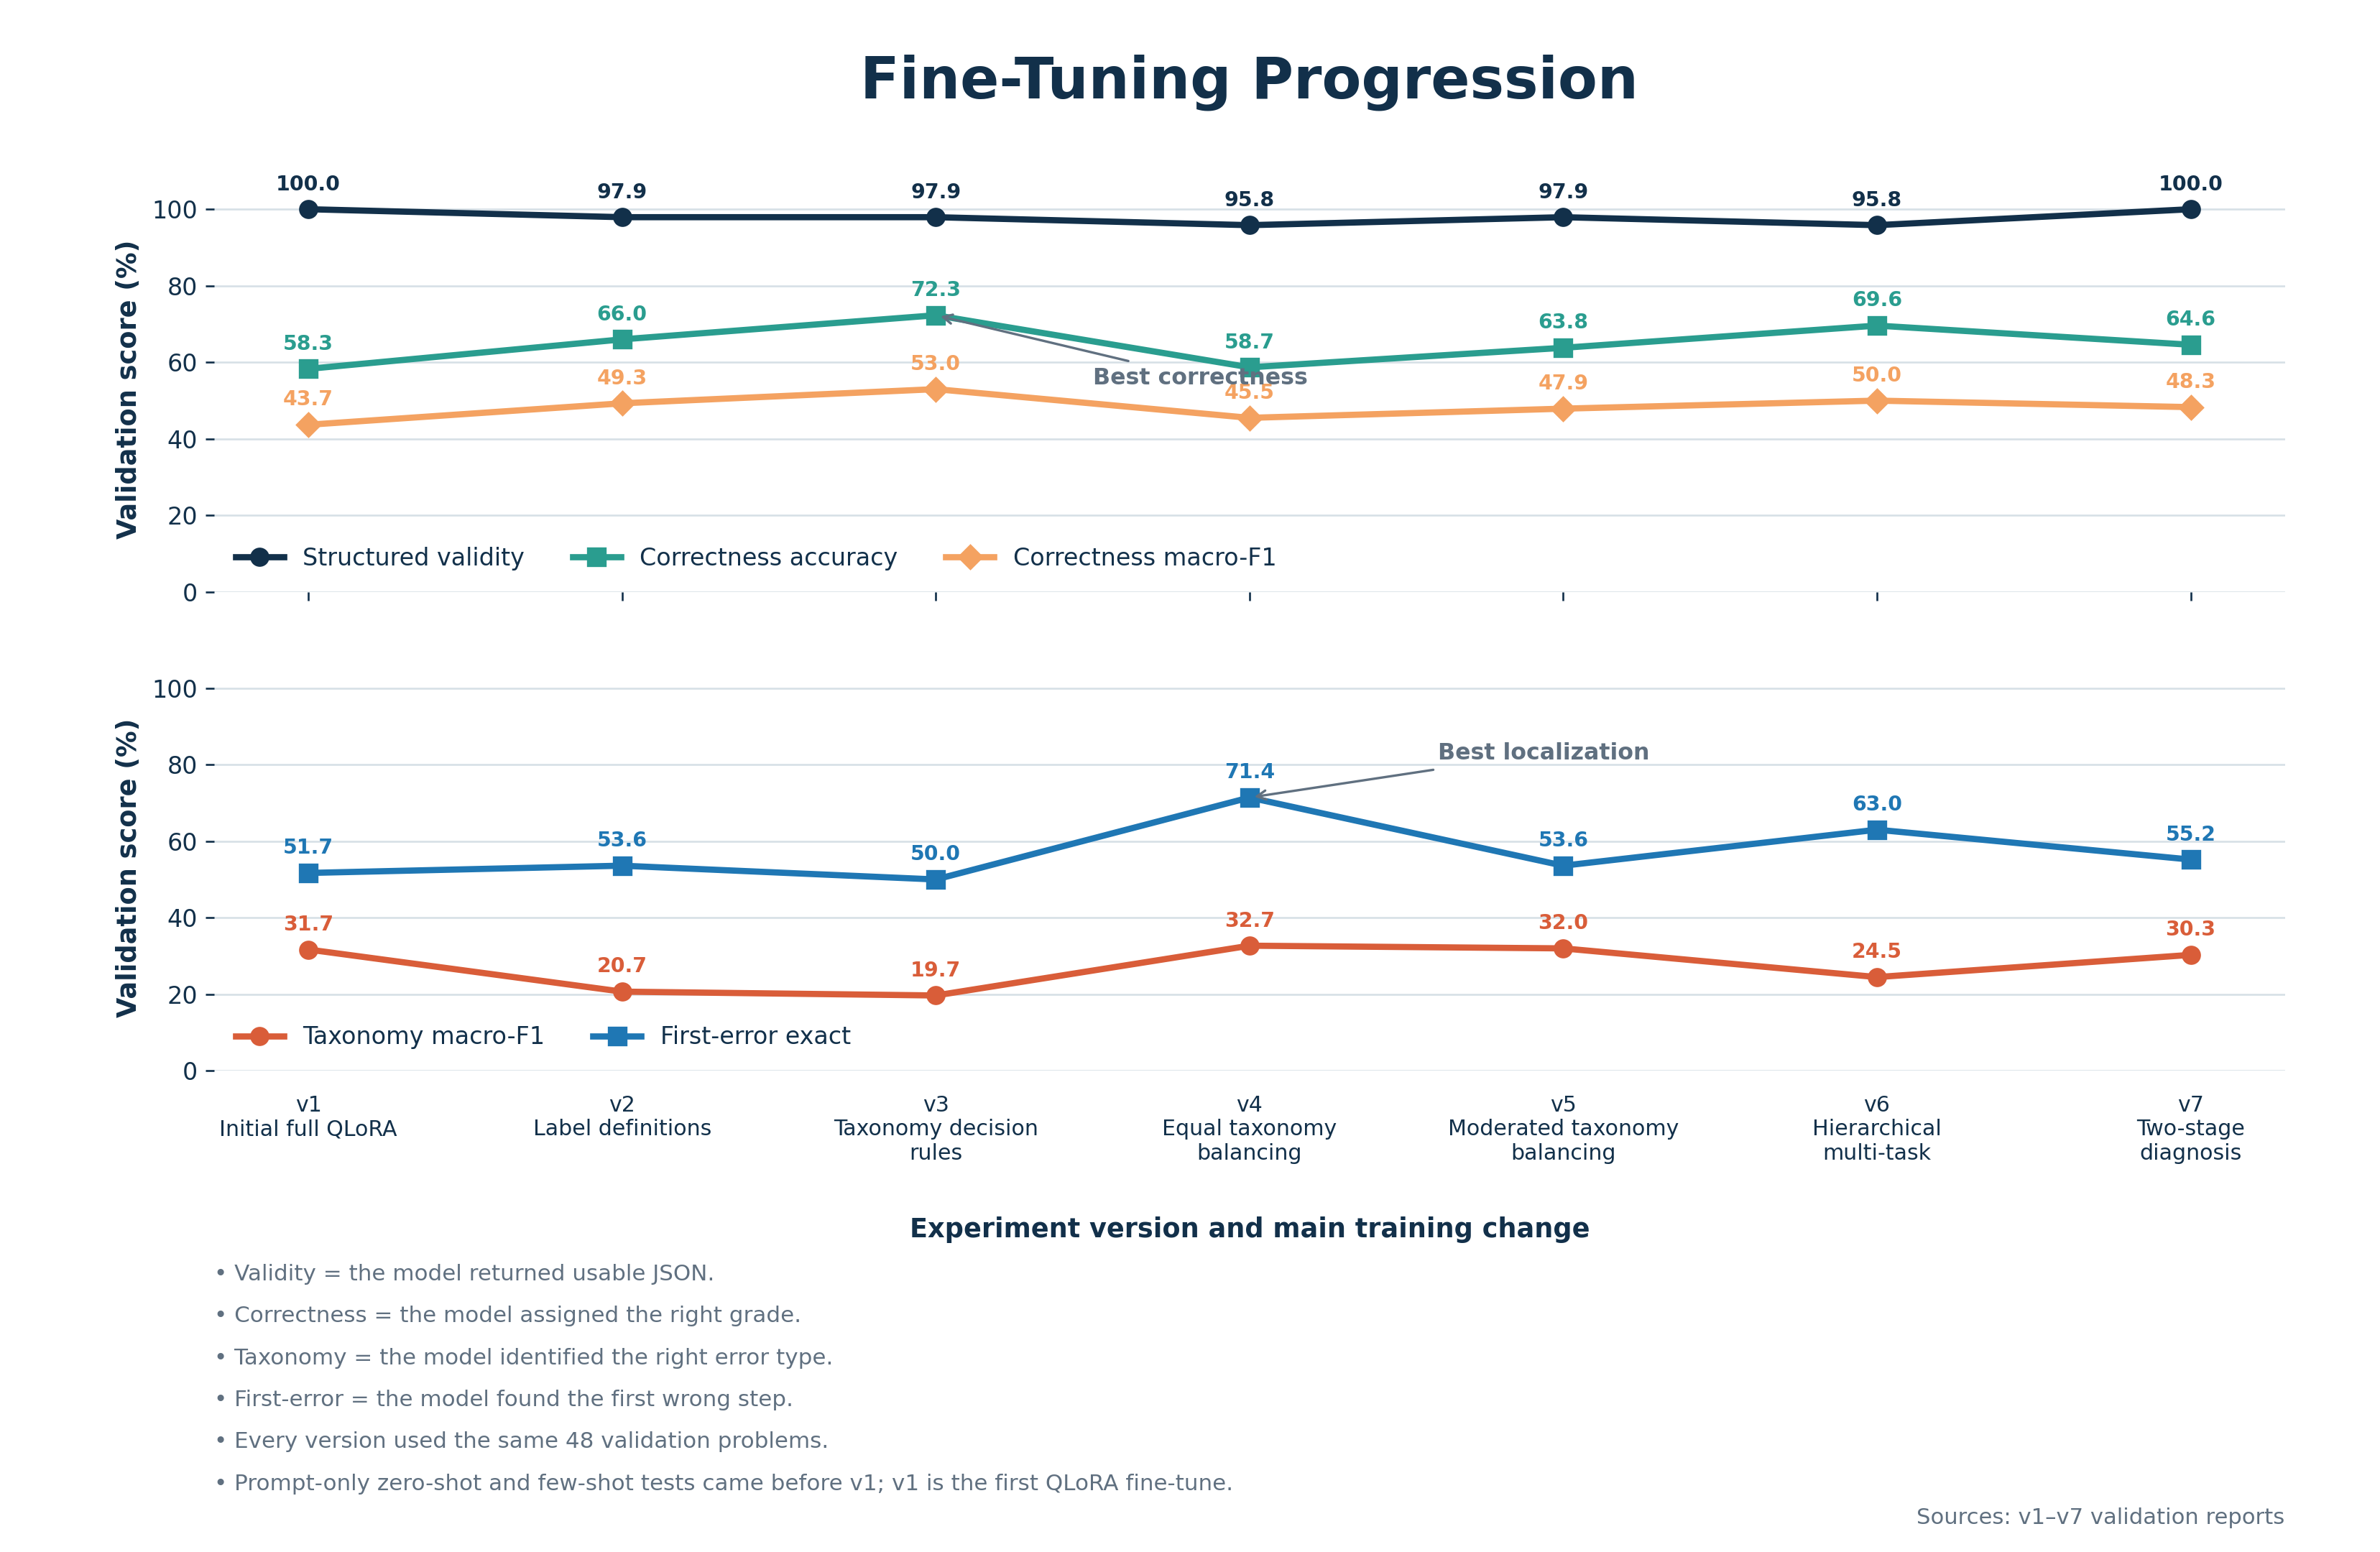 Fine-Tuning Progression
Validation score (%)
100
80
60
40
20
0
100.0
97.9
97.9
95.8
97.9
95.8
100.0
58.3
66.0
72.3
58.7
63.8
69.6
64.6
43.7
49.3
53.0
45.5
47.9
50.0
48.3
Best correctness
Structured validity
Correctness accuracy
Correctness macro-F1
Validation score (%)
100
80
60
40
20
0
Best localization
51.7
53.6
50.0
71.4
53.6
63.0
55.2
31.7
20.7
19.7
32.7
32.0
24.5
30.3
Taxonomy macro-F1
First-error exact
v1
Initial full QLoRA
v2
Label definitions
v3
Taxonomy decision
rules
v4
Equal taxonomy
balancing
v5
Moderated taxonomy
balancing
v6
Hierarchical
multi-task
v7
Two-stage
diagnosis
Experiment version and main training change
• Validity = the model returned usable JSON.
• Correctness = the model assigned the right grade.
• Taxonomy = the model identified the right error type.
• First-error = the model found the first wrong step.
• Every version used the same 48 validation problems.
• Prompt-only zero-shot and few-shot tests came before v1; v1 is the first QLoRA fine-tune.
Sources: v1–v7 validation reports